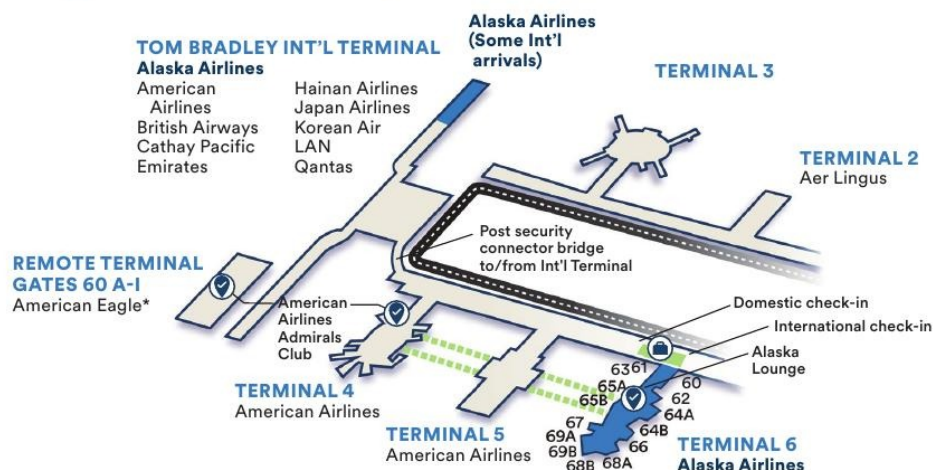 Alaska Airlines
(Some Int'l
arrivals)
TOM BRADLEY INT'L TERMINAL
Alaska Airlines
American
Airlines
British Airways
Cathay Pacific
Emirates
Hainan Airlines
Japan Airlines
Korean Air
LAN
Qantas
TERMINAL 3
TERMINAL 2
Aer Lingus
Post security
connector bridge
to/from Int'l Terminal
REMOTE TERMINAL
GATES 60 A-I
American Eagle*
American
Airlines
Admirals
Club
Domestic check-in
International check-in
Alaska
Lounge
TERMINAL 4
American Airlines
TERMINAL 5
American Airlines
63
61
65A
65B
67
69A
69B
68B
68A
66
64B
64A
62
60
TERMINAL 6
Alaska Airlines